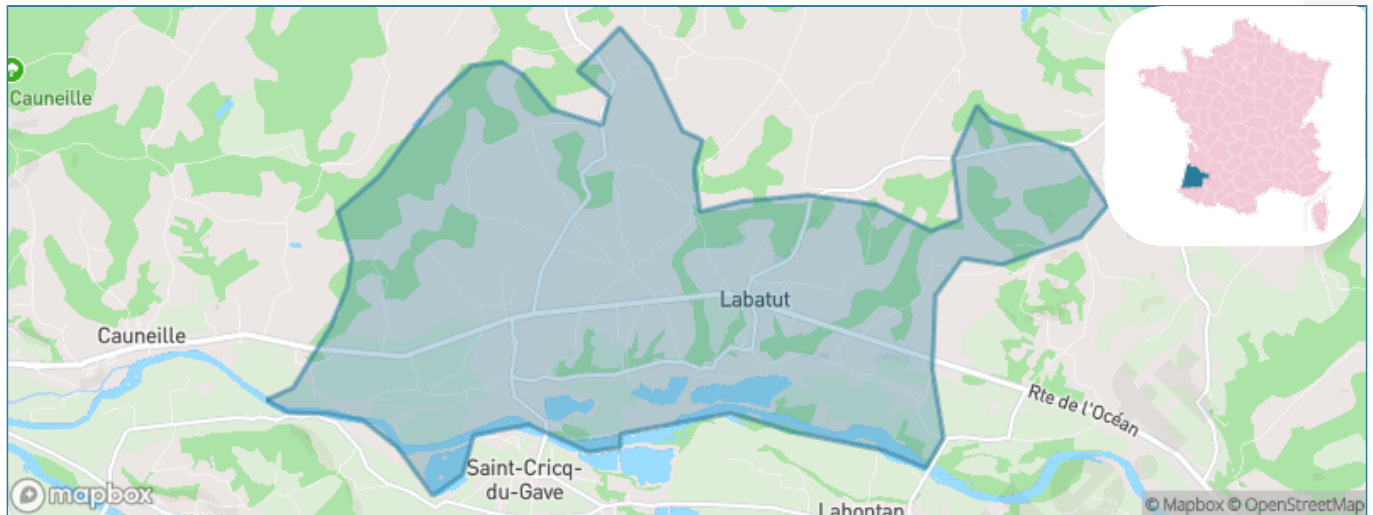 Cauneille
Labatut
Cauneille
Rte de l'Océan
Saint-Cricq-
du-Gave
Labontan
mapbox
© Mapbox © OpenStreetMap